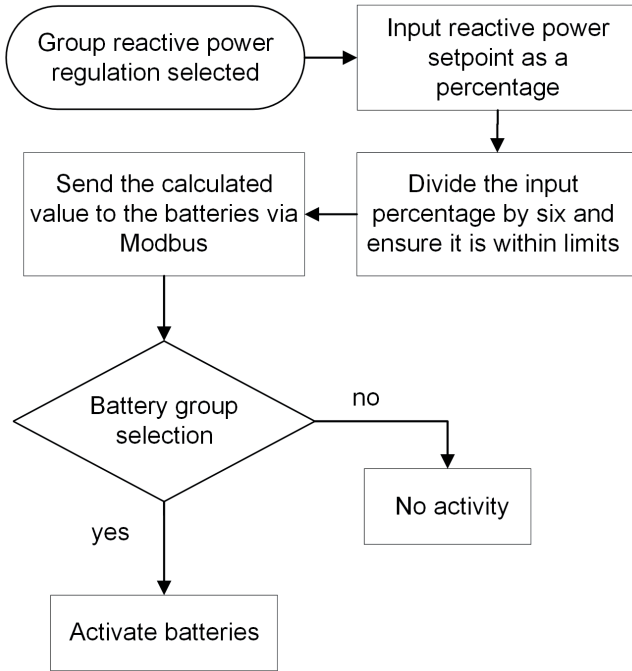 Group reactive power
regulation selected
Input reactive power
setpoint as a
percentage
Divide the input
percentage by six and
ensure it is within limits
Send the calculated
value to the batteries via
Modbus
Battery group
selection
no
No activity
yes
Activate batteries